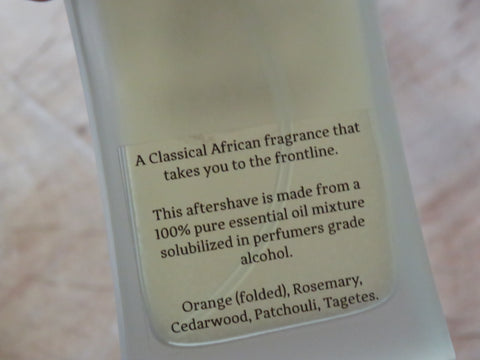 A Classical African fragrance that
takes you to the frontline.
This aftershave is made from a
100% pure essential oil mixture
solubilized in perfumers grade
alcohol.
Orange (folded), Rosemary,
Cedarwood, Patchouli, Tagetes.